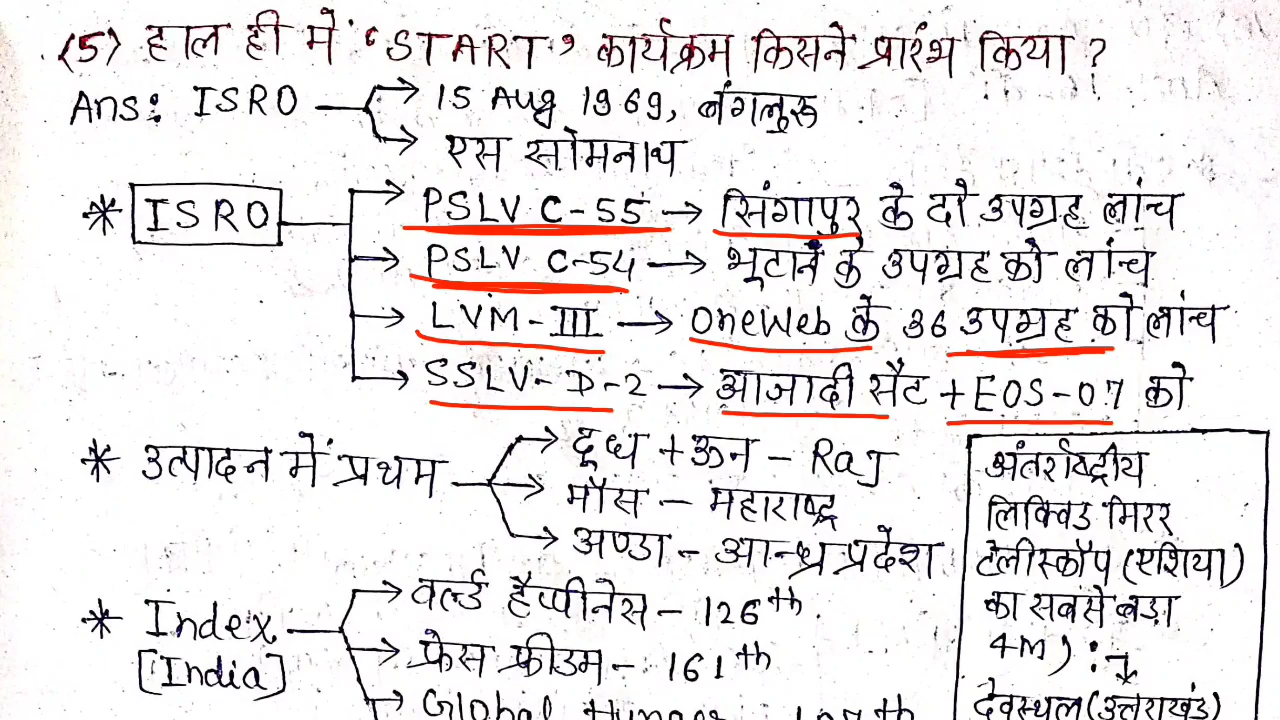 (5) हाल ही में 'START' कार्यक्रम किसने प्रारंभ किया ?
Ans: ISRO → 15 Aug 1969, बंगलुरू
→ एस सोमनाथ
* ISRO → PSLV C-55 → सिंगापुर के दो उपग्रह लांच
→ PSLV C-54 → भूटान के उपग्रह को लांच
→ LVM-III → OneWeb के 36 उपग्रह को लांच
→ SSLV-D-2 → आजादी सैट + EOS-07 को
* उत्पादन में प्रथम → दूध + ऊन - Raj
→ माँस - महाराष्ट्र
→ अण्डा - आन्ध्र प्रदेश
* Index [India] → वर्ल्ड हैप्पीनेस - 126th
→ प्रेस फ्रीडम - 161th
→ Global
अंतर्राष्ट्रीय
लिक्विड मिरर
टेलीस्कॉप (एशिया)
का सबसे बड़ा
4m) :→
देवस्थल (उत्तराखंड)